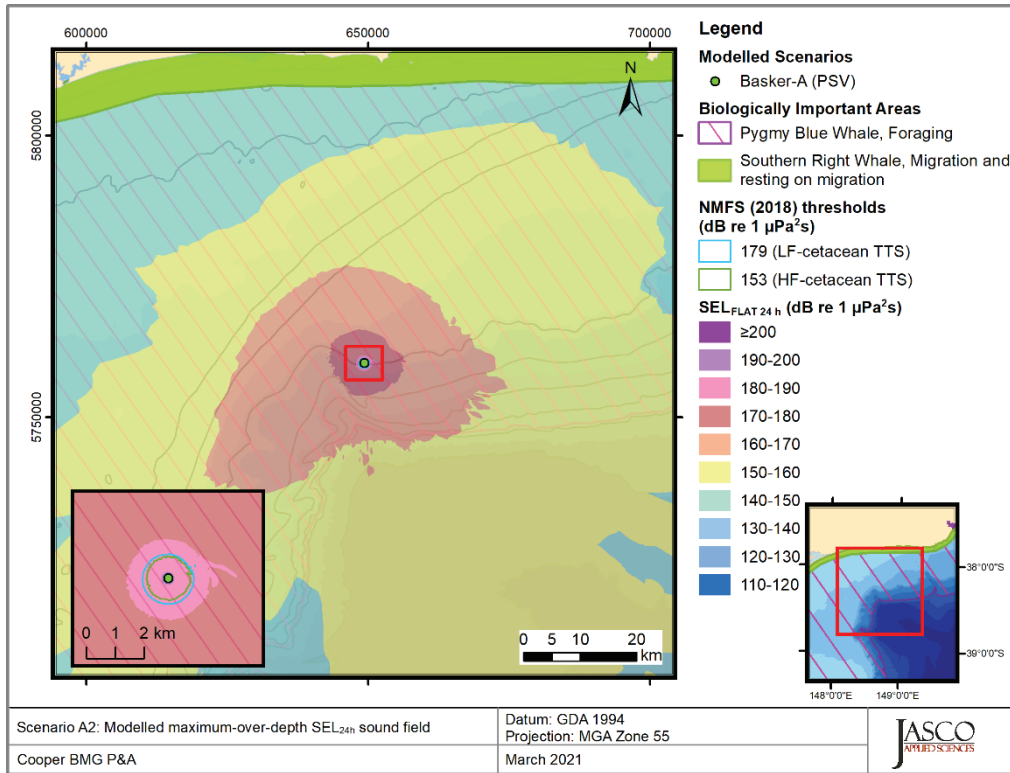 600000 650000 700000
N
5800000
5750000
0 1 2 km
0 5 10 20
km
Legend
Modelled Scenarios
Basker-A (PSV)
Biologically Important Areas
Pygmy Blue Whale, Foraging
Southern Right Whale, Migration and
resting on migration
NMFS (2018) thresholds
(dB re 1 µPa²s)
179 (LF-cetacean TTS)
153 (HF-cetacean TTS)
SELFLAT 24 h (dB re 1 µPa²s)
≥200
190-200
180-190
170-180
160-170
150-160
140-150
130-140
120-130
110-120
38°0'0"S
39°0'0"S
148°0'0"E 149°0'0"E
Scenario A2: Modelled maximum-over-depth SEL24h sound field
Cooper BMG P&A
Datum: GDA 1994
Projection: MGA Zone 55
March 2021
JASCO
APPLIED SCIENCES